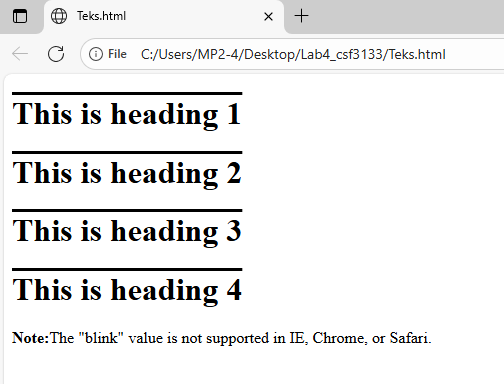 Teks.html
File C:/Users/MP2-4/Desktop/Lab4_csf3133/Teks.html
This is heading 1
This is heading 2
This is heading 3
This is heading 4
Note:The "blink" value is not supported in IE, Chrome, or Safari.